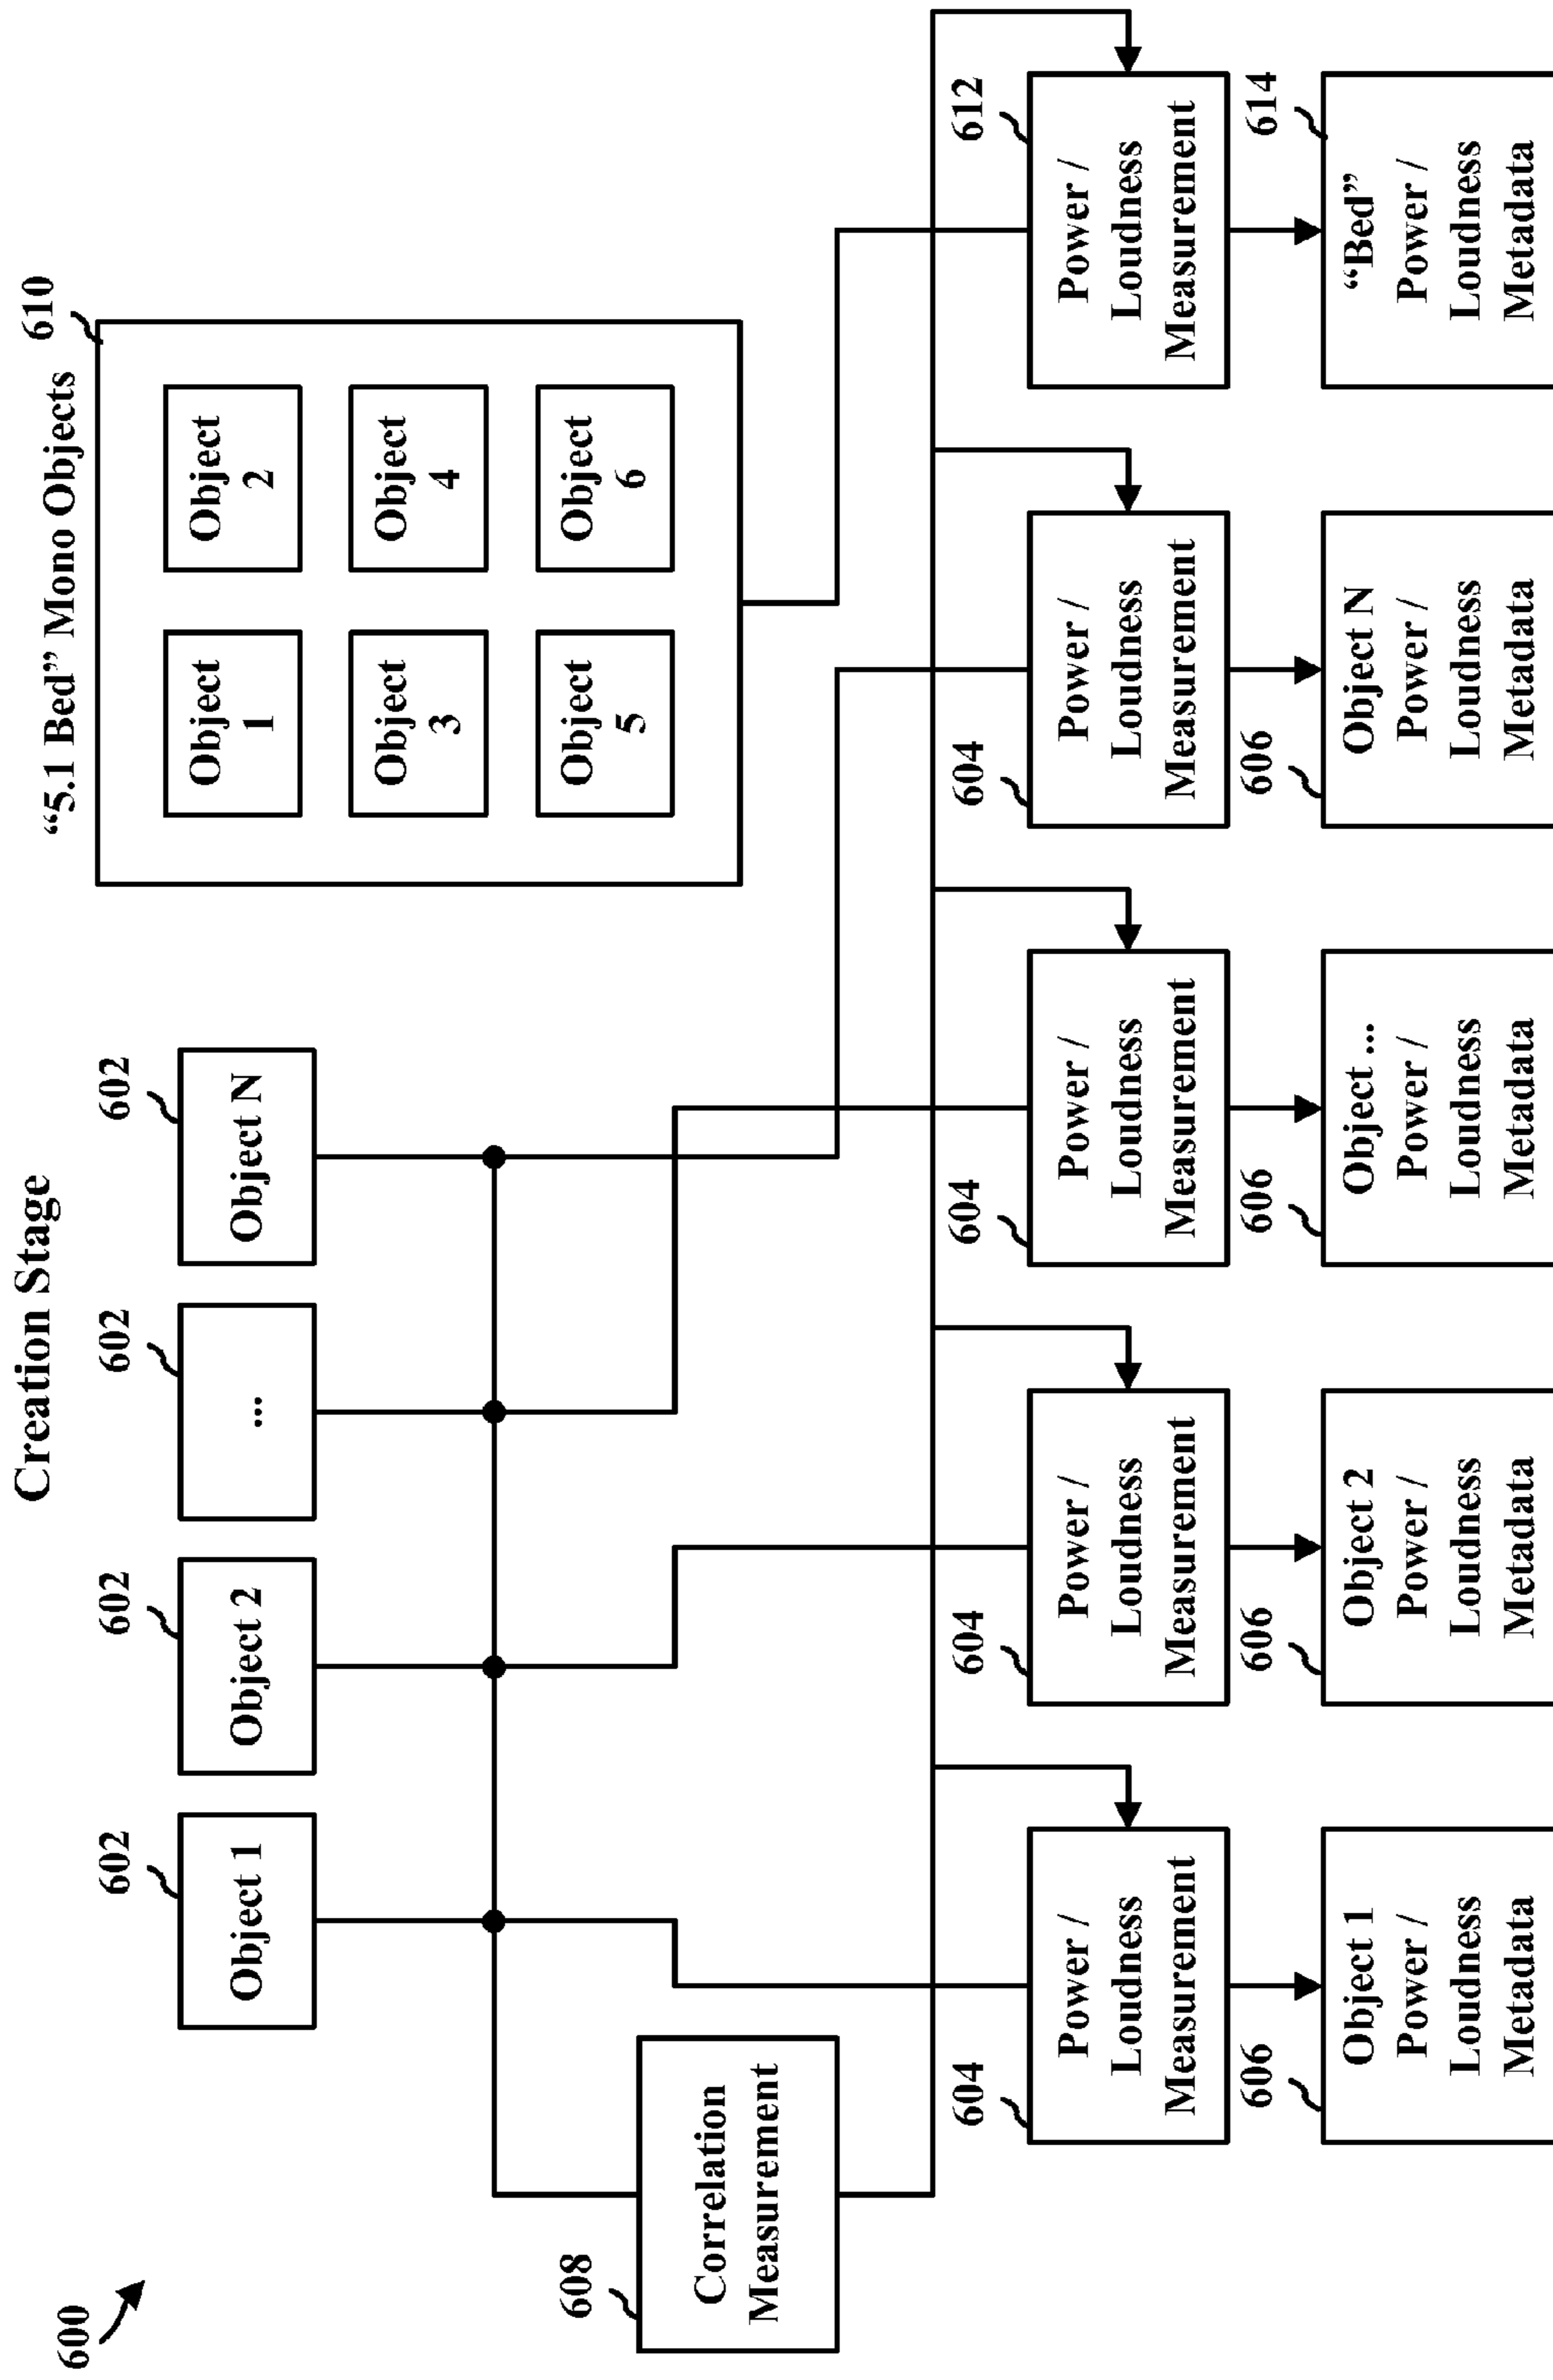 Creation Stage
600
602
602
602
602
Object 1
Object 2
...
Object N
“5.1 Bed” Mono Objects
610
Object
1
Object
2
Object
3
Object
4
Object
5
Object
6
608
Correlation
Measurement
604
Power /
Loudness
Measurement
604
Power /
Loudness
Measurement
604
Power /
Loudness
Measurement
604
Power /
Loudness
Measurement
612
Power /
Loudness
Measurement
606
Object 1
Power /
Loudness
Metadata
606
Object 2
Power /
Loudness
Metadata
606
Object ...
Power /
Loudness
Metadata
606
Object N
Power /
Loudness
Metadata
614
“Bed”
Power /
Loudness
Metadata